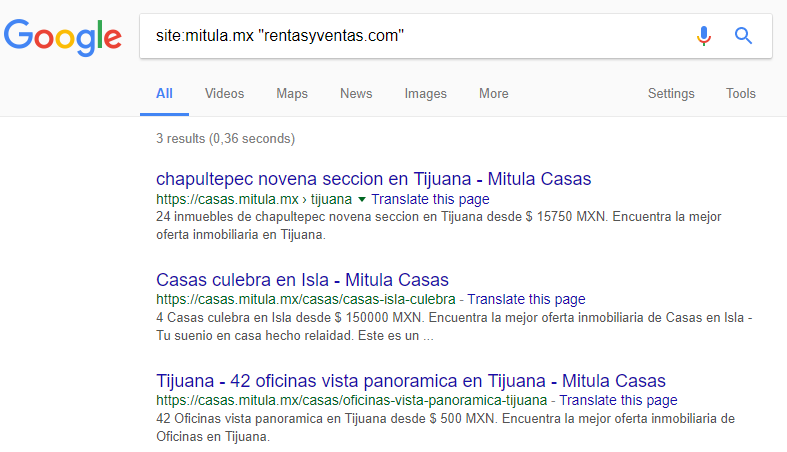 Google
site:mitula.mx "rentasyventas.com"
All Videos Maps News Images More Settings Tools
3 results (0,36 seconds)
chapultepec novena seccion en Tijuana - Mitula Casas
https://casas.mitula.mx › tijuana ▼ Translate this page
24 inmuebles de chapultepec novena seccion en Tijuana desde $ 15750 MXN. Encuentra la mejor
oferta inmobiliaria en Tijuana.
Casas culebra en Isla - Mitula Casas
https://casas.mitula.mx/casas/casas-isla-culebra - Translate this page
4 Casas culebra en Isla desde $ 150000 MXN. Encuentra la mejor oferta inmobiliaria de Casas en Isla -
Tu suenio en casa hecho relaidad. Este es un ...
Tijuana - 42 oficinas vista panoramica en Tijuana - Mitula Casas
https://casas.mitula.mx/casas/oficinas-vista-panoramica-tijuana - Translate this page
42 Oficinas vista panoramica en Tijuana desde $ 500 MXN. Encuentra la mejor oferta inmobiliaria de
Oficinas en Tijuana.